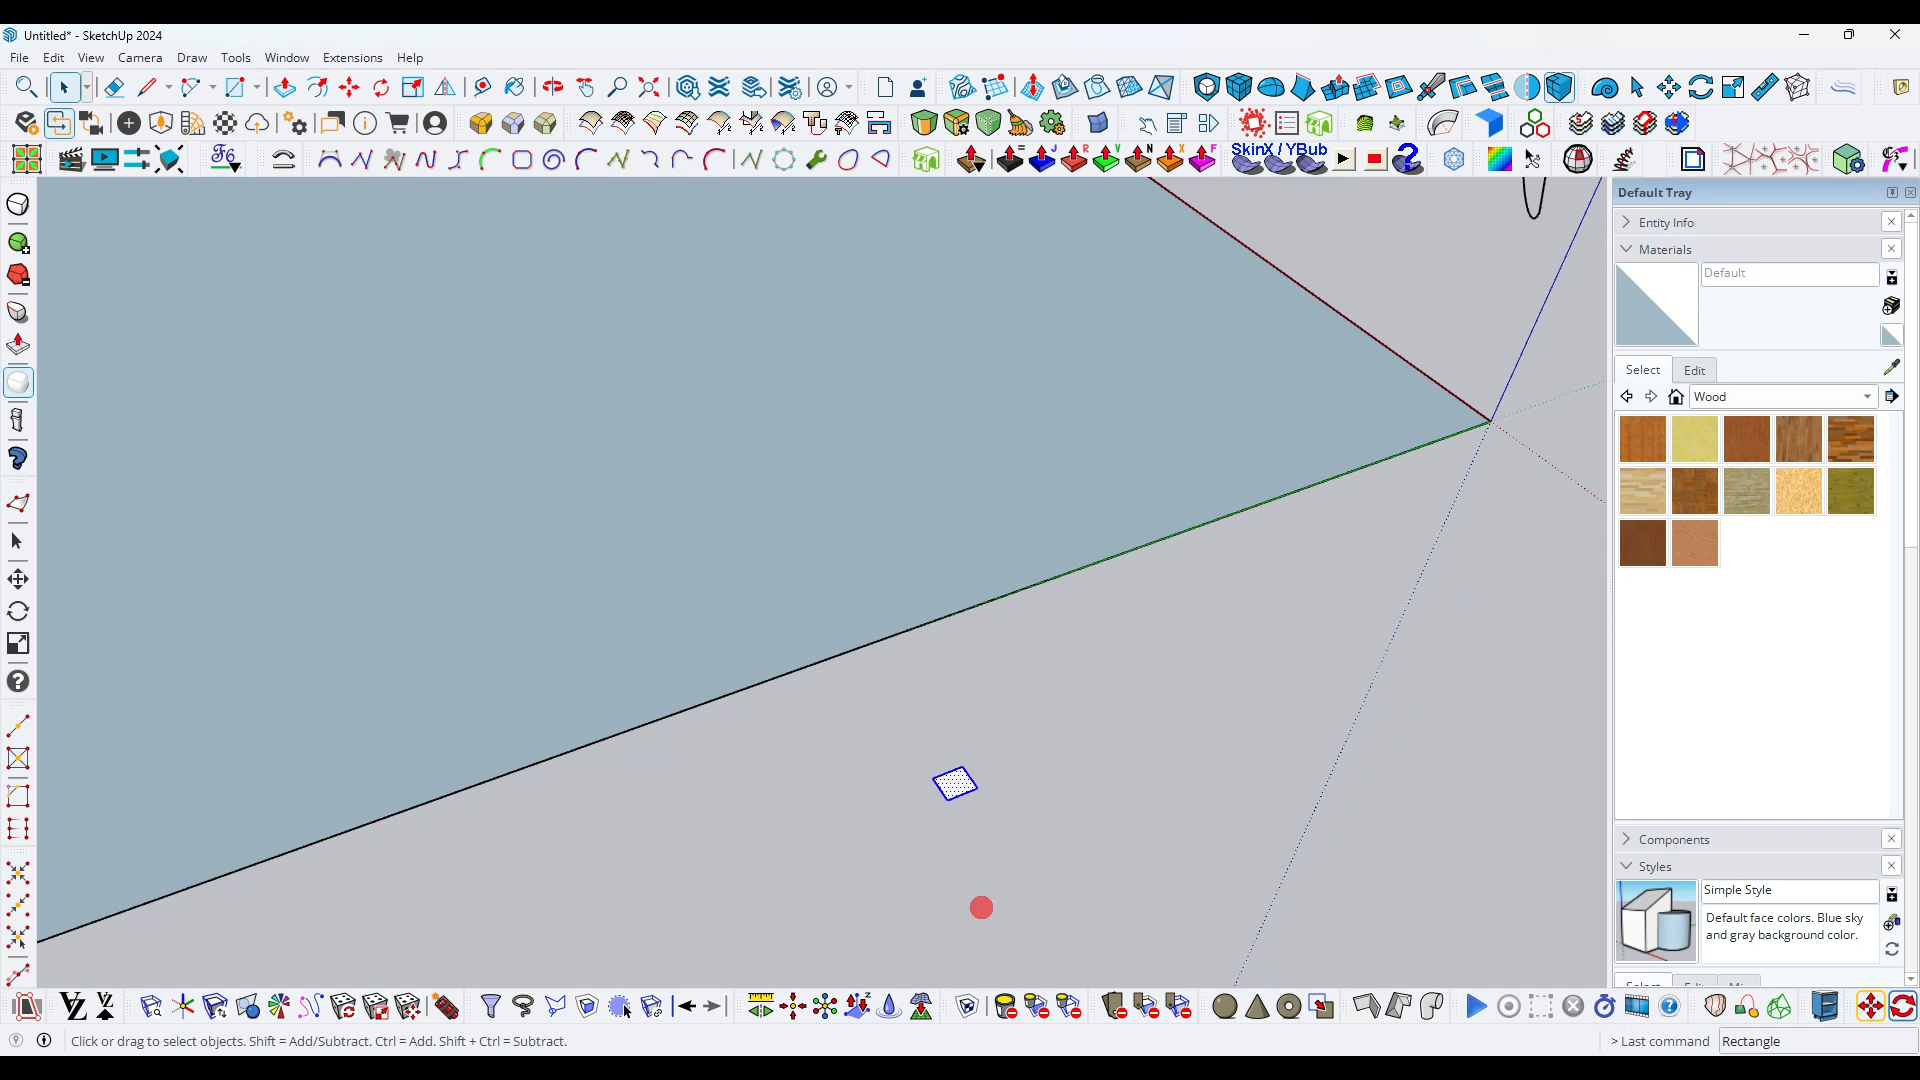 Untitled* - SketchUp 2024
File Edit View Camera Draw Tools Window Extensions Help
SkinX / YBub
Default Tray
Entity Info
Materials
Default
Select Edit
Wood
Components
Styles
Simple Style
Default face colors. Blue sky
and gray background color.
Click or drag to select objects. Shift = Add/Subtract. Ctrl = Add. Shift + Ctrl = Subtract.
> Last command Rectangle